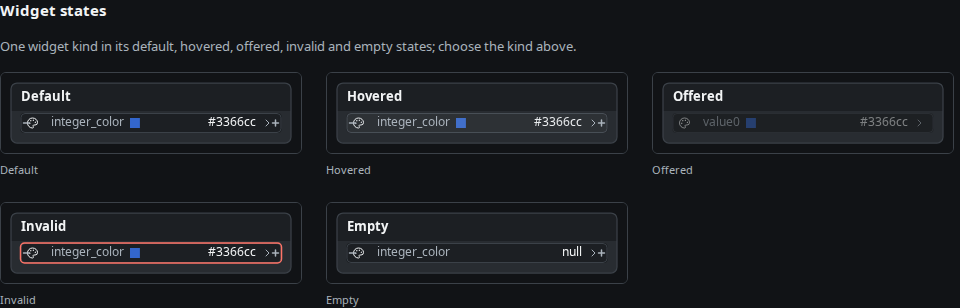 Widget states
One widget kind in its default, hovered, offered, invalid and empty states; choose the kind above.
Default
integer_color #3366cc
Default
Hovered
integer_color #3366cc
Hovered
Offered
value0 #3366cc
Offered
Invalid
integer_color #3366cc
Invalid
Empty
integer_color null
Empty